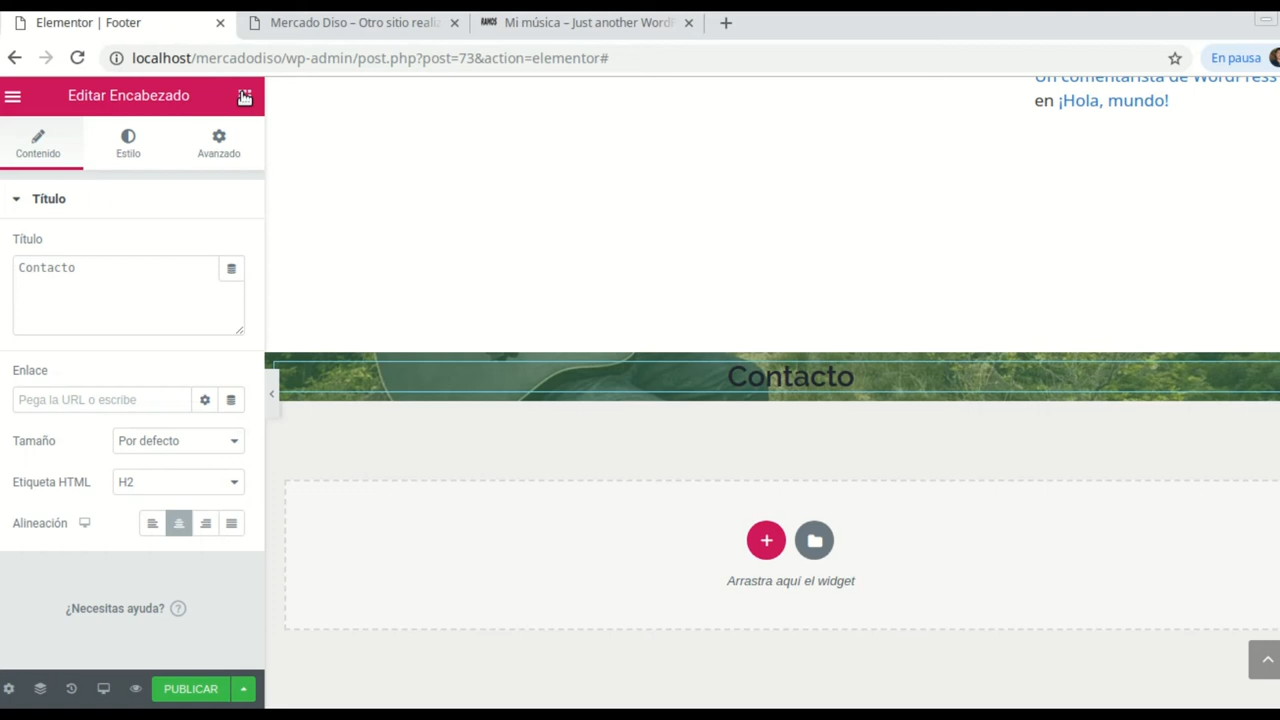 Elementor | Footer
Mercado Diso – Otro sitio realiz
RAMOS
Mi música – Just another WordP
localhost/mercadodiso/wp-admin/post.php?post=73&action=elementor#
En pausa
Editar Encabezado
Un comentarista de WordPress
en ¡Hola, mundo!
Contenido
Estilo
Avanzado
Título
Título
Contacto
Enlace
Pega la URL o escribe
Contacto
Tamaño
Por defecto
Etiqueta HTML
H2
Alineación
Arrastra aquí el widget
¿Necesitas ayuda?
PUBLICAR